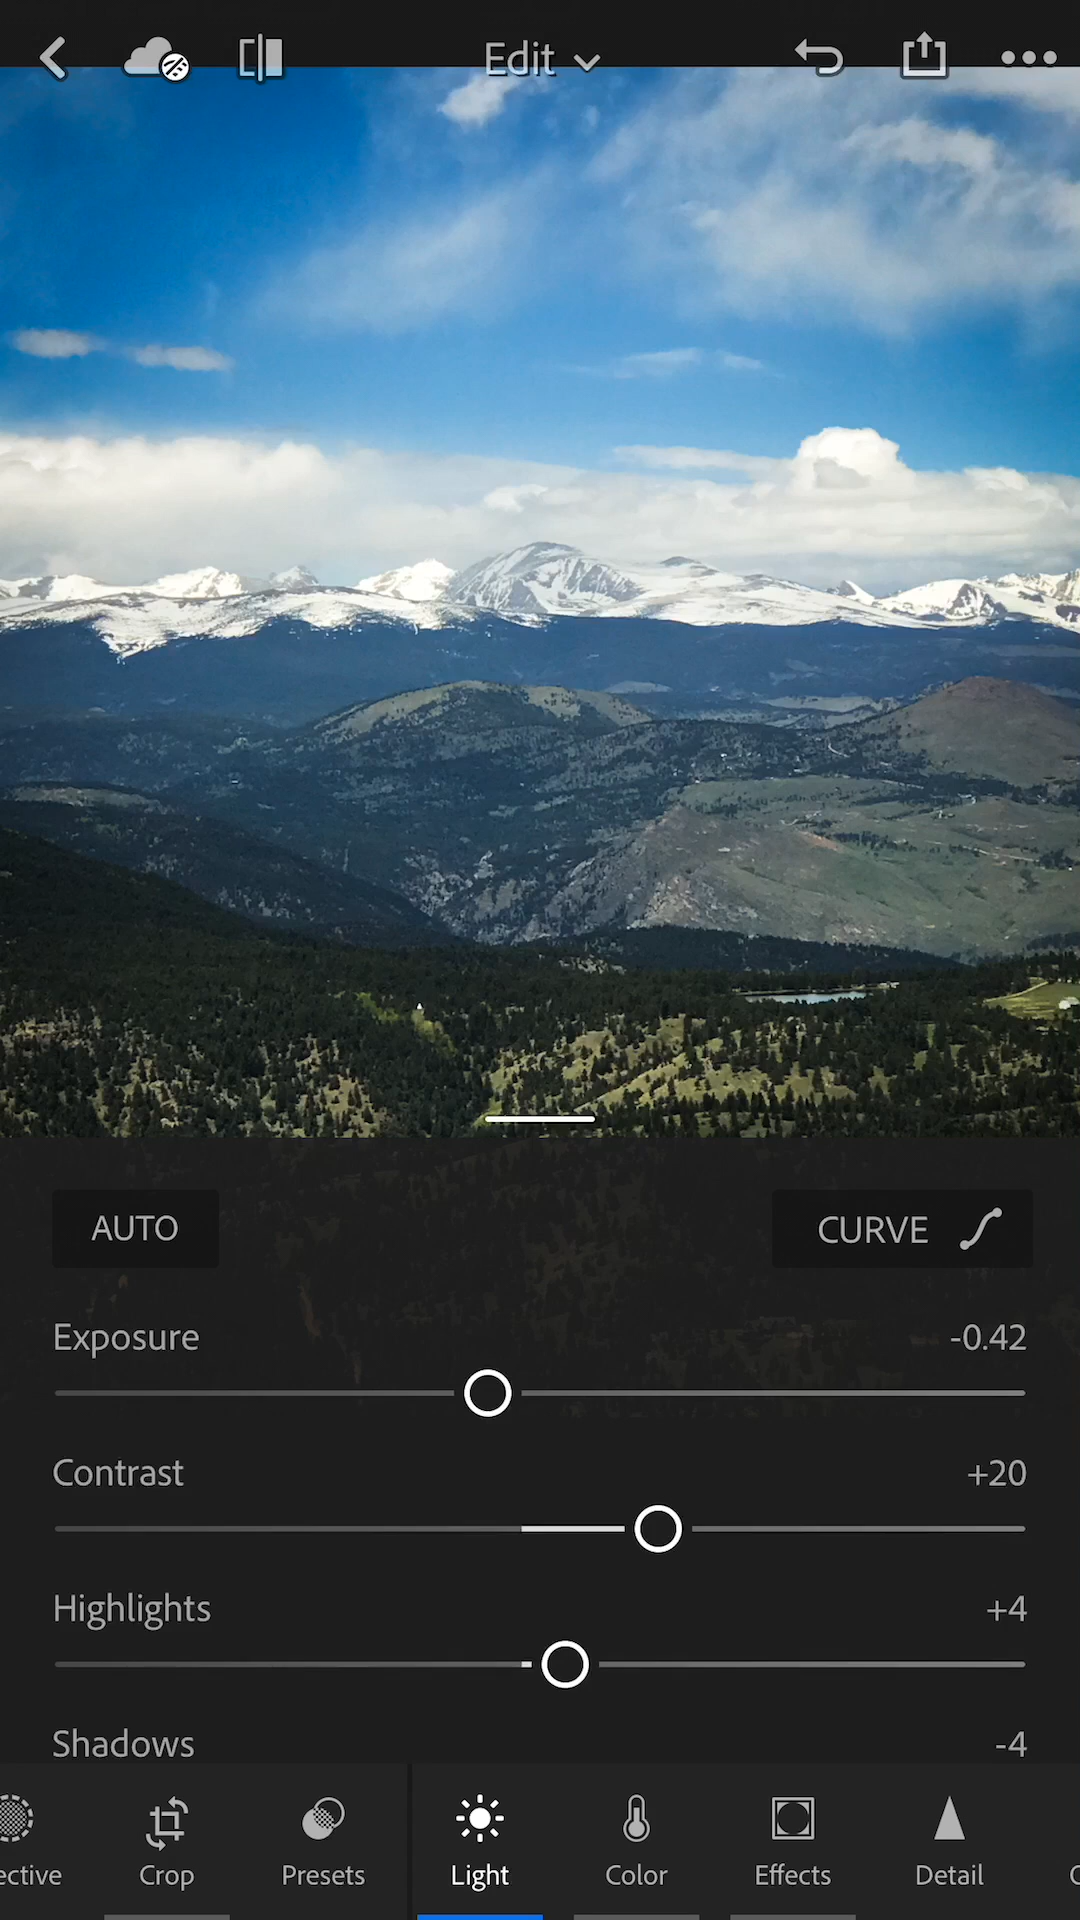 Edit
AUTO
CURVE
Exposure
-0.42
Contrast
+20
Highlights
+4
Shadows
-4
ective
Crop
Presets
Light
Color
Effects
Detail